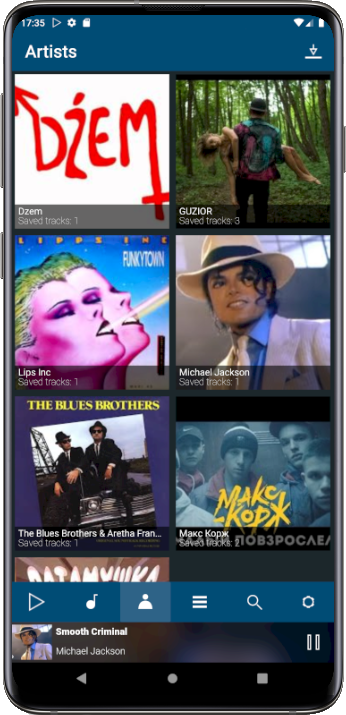 17:35
Artists
DŻEM
Dzem
Saved tracks: 1
GUZIOR
Saved tracks: 3
LIPPS INC
FUNKYTOWN
Lips Inc
Saved tracks: 1
Michael Jackson
Saved tracks: 1
THE BLUES BROTHERS
The Blues Brothers & Aretha Fran...
Saved tracks: 1
МАКС
-КОРЖ
Макс Корж
Saved tracks: 2
ПОВЗРОСЛЕЛ
ВАТАМУШКА
Smooth Criminal
Michael Jackson